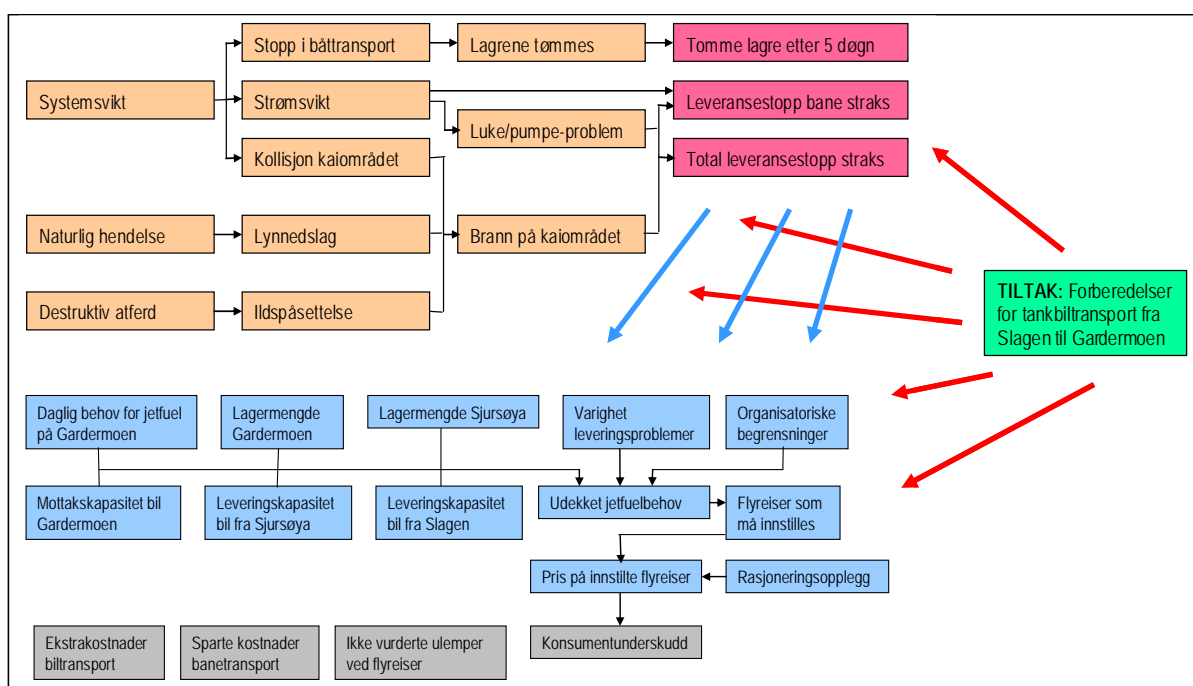 Stopp i båttransport
Lagrene tømmes
Tomme lagre etter 5 døgn
Systemsvikt
Strømsvikt
Leveransestopp bane straks
Luke/pumpe-problem
Kollisjon kaiområdet
Total leveransestopp straks
Naturlig hendelse
Lynnedslag
Brann på kaiområdet
Destruktiv atferd
Ildspåsettelse
TILTAK: Forberedelser
for tankbiltransport fra
Slagen til Gardermoen
Daglig behov for jetfuel
på Gardermoen
Lagermengde
Gardermoen
Lagermengde Sjursøya
Varighet
leveringsproblemer
Organisatoriske
begrensninger
Mottakskapasitet bil
Gardermoen
Leveringskapasitet
bil fra Sjursøya
Leveringskapasitet
bil fra Slagen
Udekket jetfuelbehov
Flyreiser som
må innstilles
Pris på innstilte flyreiser
Rasjoneringsopplegg
Ekstrakostnader
biltransport
Sparte kostnader
banetransport
Ikke vurderte ulemper
ved flyreiser
Konsumentunderskudd